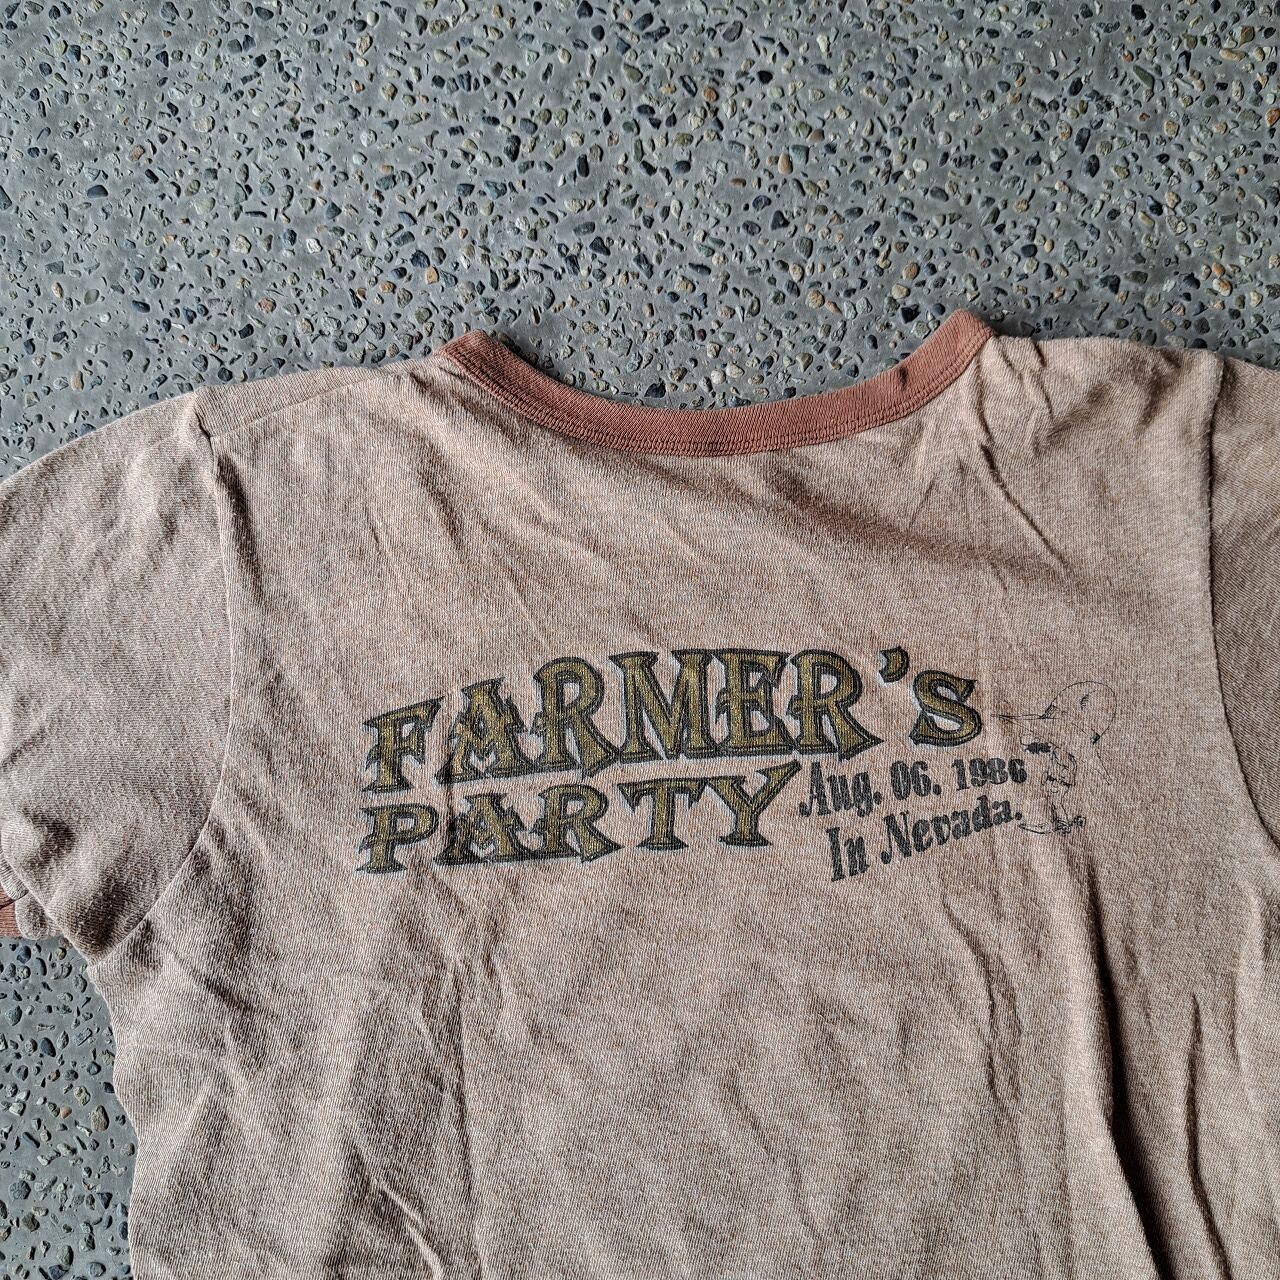 FARMER'S
PARTY
Aug. 06. 1986
In Nevada.